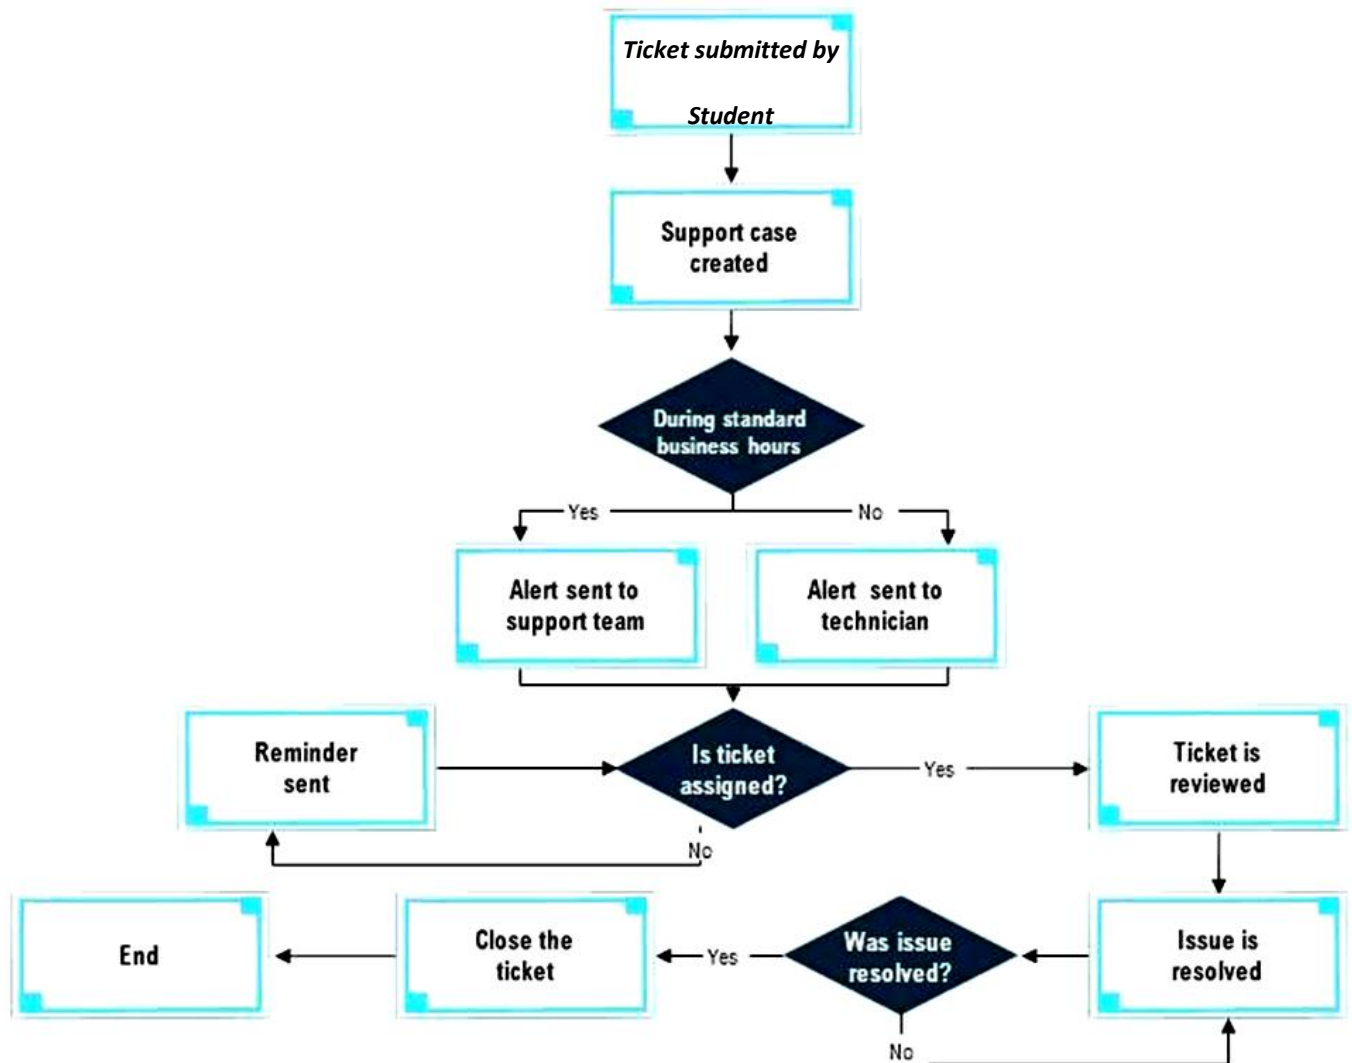 Ticket submitted by
Student
Support case
created
During standard
business hours
Yes
No
Alert sent to
support team
Alert sent to
technician
Reminder
sent
Is ticket
assigned?
Yes
Ticket is
reviewed
No
End
Close the
ticket
Yes
Was issue
resolved?
Issue is
resolved
No